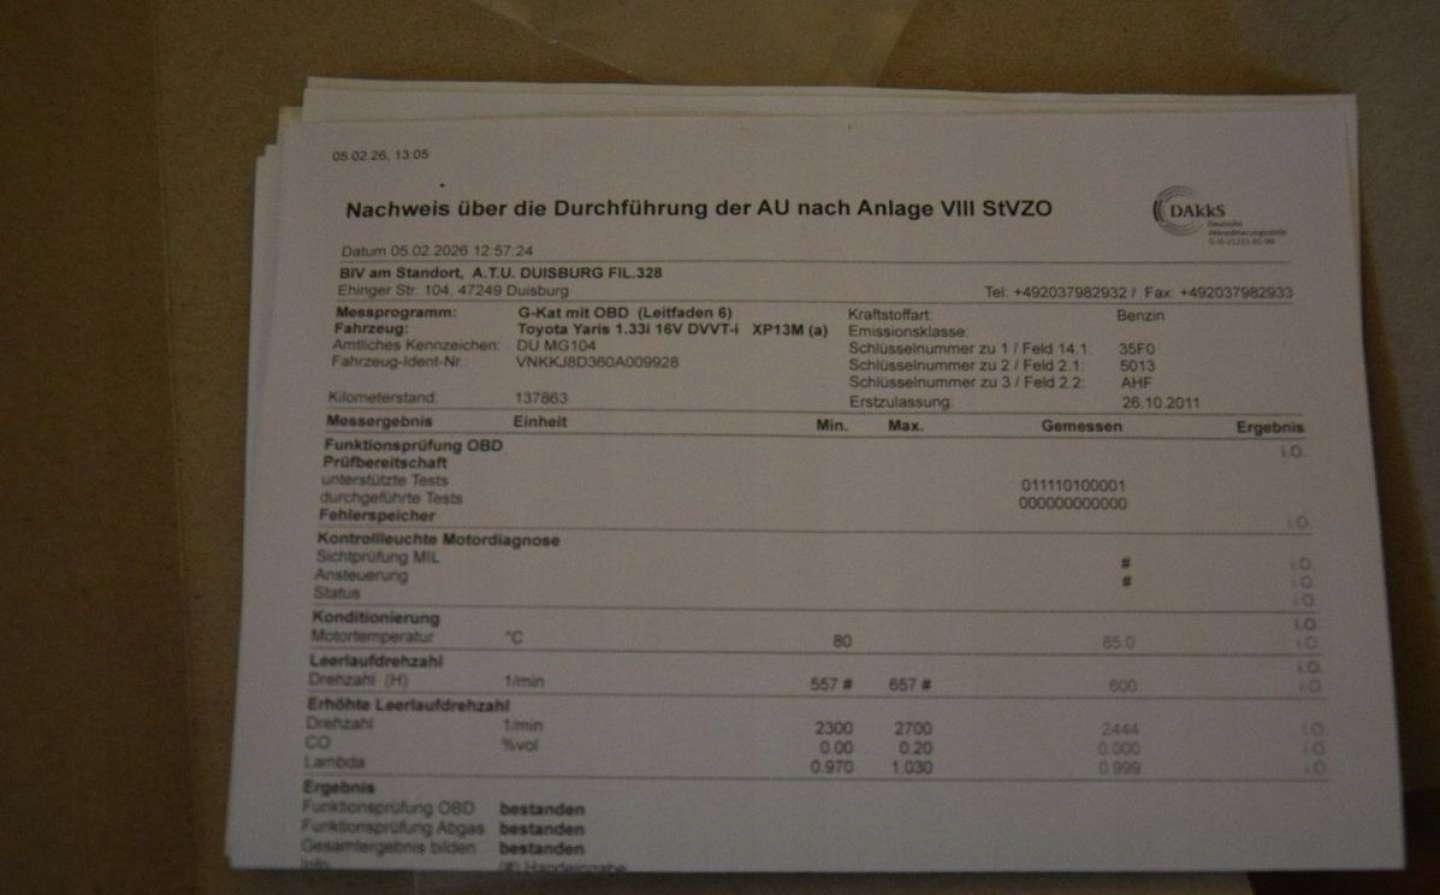 05.02.26, 13:05
Nachweis über die Durchführung der AU nach Anlage VIII StVZO
DAkkS
Deutsche
Akkreditierungsstelle
Datum 05.02.2026 12:57:24
BIV am Standort, A.T.U. DUISBURG FIL.328
Ehinger Str. 104, 47249 Duisburg Tel: +492037982932 / Fax: +492037982933
Messprogramm: G-Kat mit OBD (Leitfaden 6) Kraftstoffart: Benzin
Fahrzeug: Toyota Yaris 1.33i 16V DVVT-i XP13M (a) Emissionsklasse:
Amtliches Kennzeichen: DU MG104 Schlüsselnummer zu 1 / Feld 14.1: 35F0
Fahrzeug-Ident-Nr.: VNKKJ8D360A009928 Schlüsselnummer zu 2 / Feld 2.1: 5013
Schlüsselnummer zu 3 / Feld 2.2: AHF
Kilometerstand: 137863 Erstzulassung: 26.10.2011
Messergebnis Einheit Min. Max. Gemessen Ergebnis
Funktionsprüfung OBD i.O.
Prüfbereitschaft
unterstützte Tests 011110100001
durchgeführte Tests 000000000000
Fehlerspeicher i.O.
Kontrollleuchte Motordiagnose
Sichtprüfung MIL # i.O.
Ansteuerung # i.O.
Status i.O.
Konditionierung i.O.
Motortemperatur °C 80 85.0 i.O.
Leerlaufdrehzahl i.O.
Drehzahl (H) 1/min 557 # 657 # 600 i.O.
Erhöhte Leerlaufdrehzahl
Drehzahl 1/min 2300 2700 2444 i.O.
CO %vol 0.00 0.20 0.000 i.O.
Lambda 0.970 1.030 0.999 i.O.
Ergebnis
Funktionsprüfung OBD bestanden
Funktionsprüfung Abgas bestanden
Gesamtergebnis bilden bestanden
Info (#) Handeingabe